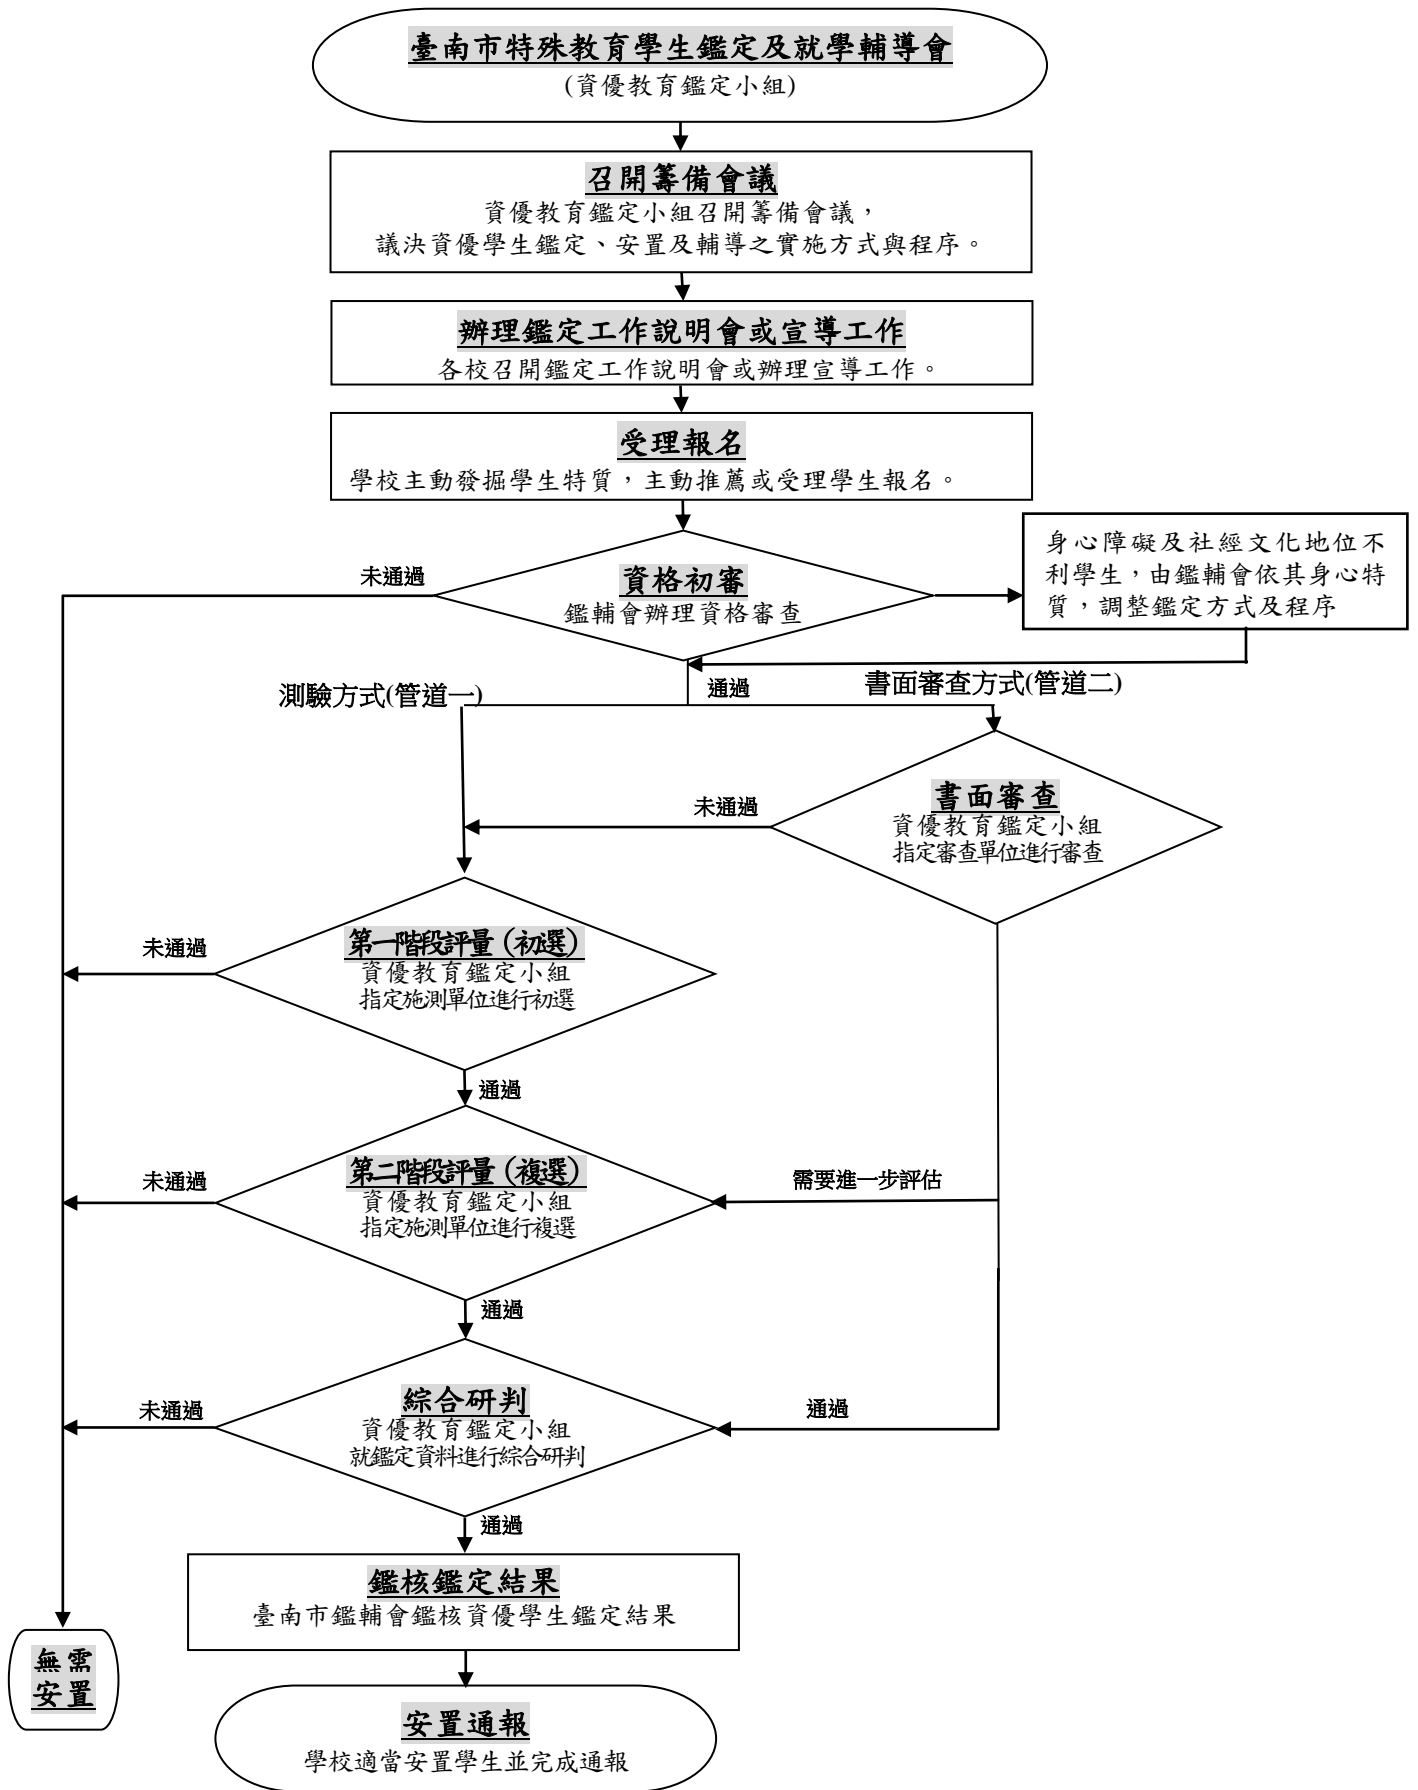 臺南市特殊教育學生鑑定及就學輔導會
(資優教育鑑定小組)
召開籌備會議
資優教育鑑定小組召開籌備會議，
議決資優學生鑑定、安置及輔導之實施方式與程序。
辦理鑑定工作說明會或宣導工作
各校召開鑑定工作說明會或辦理宣導工作。
受理報名
學校主動發掘學生特質，主動推薦或受理學生報名。
未通過
資格初審
鑑輔會辦理資格審查
身心障礙及社經文化地位不
利學生，由鑑輔會依其身心特
質，調整鑑定方式及程序
測驗方式(管道一)
通過
書面審查方式(管道二)
未通過
書面審查
資優教育鑑定小組
指定審查單位進行審查
未通過
第一階段評量（初選）
資優教育鑑定小組
指定施測單位進行初選
通過
未通過
第二階段評量（複選）
資優教育鑑定小組
指定施測單位進行複選
需要進一步評估
通過
未通過
綜合研判
資優教育鑑定小組
就鑑定資料進行綜合研判
通過
通過
鑑核鑑定結果
臺南市鑑輔會鑑核資優學生鑑定結果
無需
安置
安置通報
學校適當安置學生並完成通報